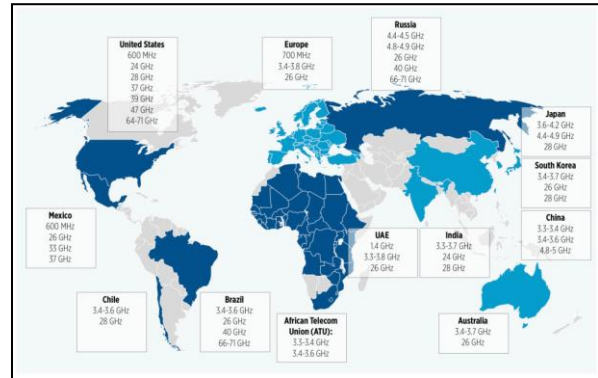 United States
600 MHz
24 GHz
28 GHz
37 GHz
39 GHz
47 GHz
64-71 GHz
Europe
700 MHz
3.4-3.8 GHz
26 GHz
Russia
4.4-4.5 GHz
4.8-4.9 GHz
26 GHz
40 GHz
66-71 GHz
Japan
3.6-4.2 GHz
4.4-4.9 GHz
28 GHz
South Korea
3.4-3.7 GHz
26 GHz
28 GHz
China
3.3-3.4 GHz
3.4-3.6 GHz
4.8-5 GHz
Mexico
600 MHz
26 GHz
33 GHz
37 GHz
UAE
1.4 GHz
3.3-3.8 GHz
26 GHz
India
3.3-3.7 GHz
24 GHz
28 GHz
Chile
3.4-3.6 GHz
28 GHz
Brazil
3.4-3.6 GHz
26 GHz
40 GHz
66-71 GHz
African Telecom
Union (ATU):
3.3-3.4 GHz
3.4-3.6 GHz
Australia
3.4-3.7 GHz
26 GHz